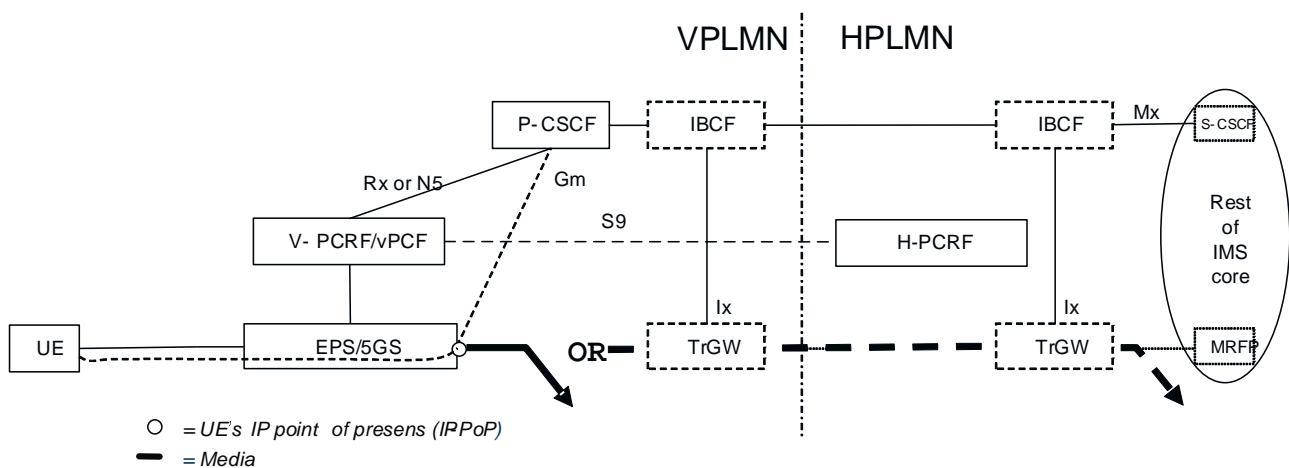 VPLMN
HPLMN
P-CSCF
IBCF
IBCF
Mx
S-CSCF
Rx or N5
Gm
V- PCRF/vPCF
S9
H-PCRF
Rest
of
IMS
core
Ix
Ix
UE
EPS/5GS
OR
TrGW
TrGW
MRFP
= UE's IP point of presens (IP-PoP)
= Media